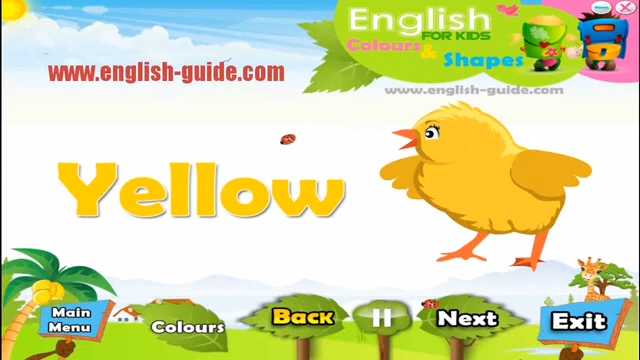 English
FOR KIDS
Colours
&
Shapes
www.english-guide.com
www.english-guide.com
Yellow
Main
Menu
Colours
Back
Next
Exit